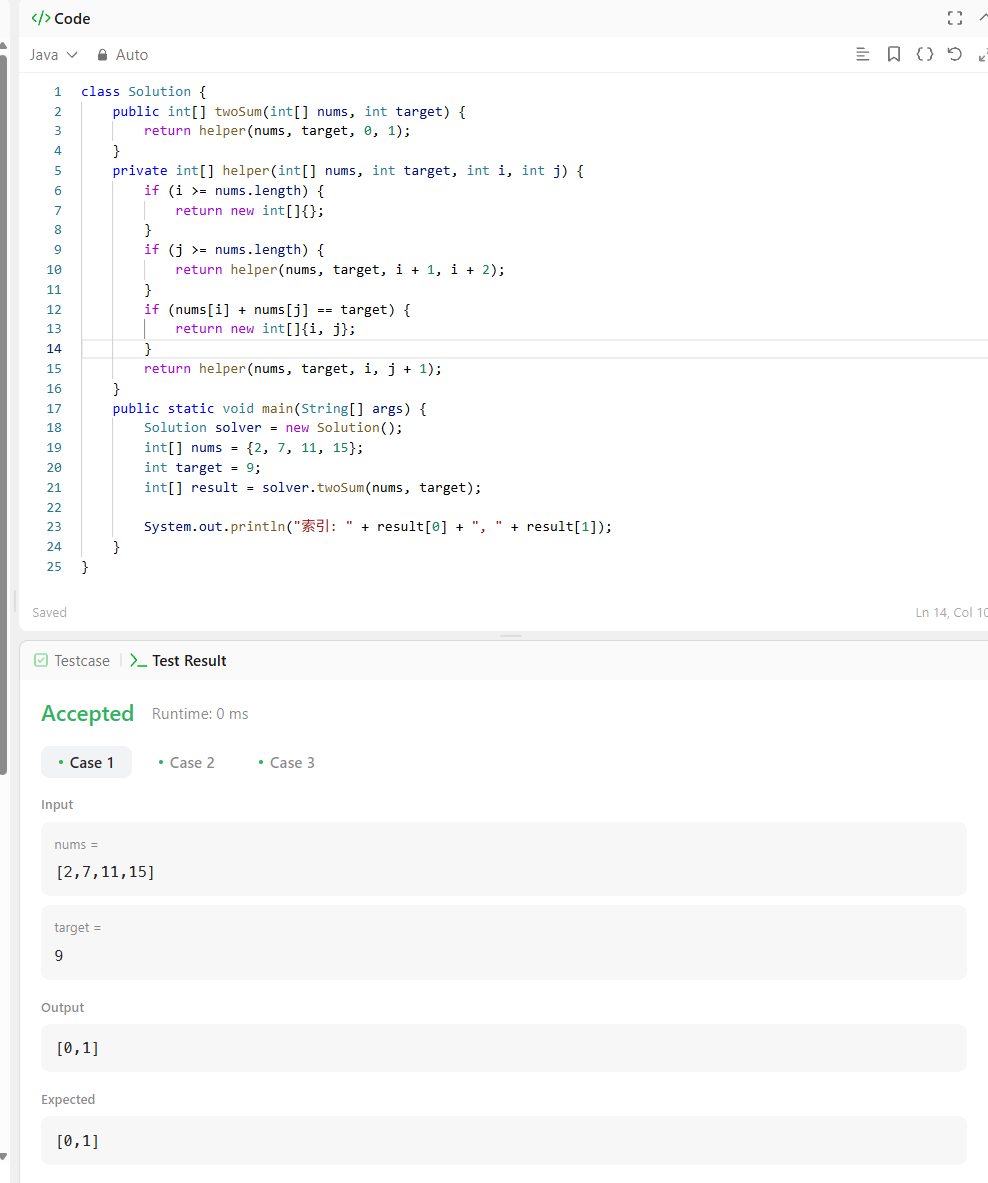 </> Code
Java Auto
1 class Solution {
2     public int[] twoSum(int[] nums, int target) {
3         return helper(nums, target, 0, 1);
4     }
5     private int[] helper(int[] nums, int target, int i, int j) {
6         if (i >= nums.length) {
7             return new int[]{};
8         }
9         if (j >= nums.length) {
10             return helper(nums, target, i + 1, i + 2);
11         }
12         if (nums[i] + nums[j] == target) {
13             return new int[]{i, j};
14         }
15         return helper(nums, target, i, j + 1);
16     }
17     public static void main(String[] args) {
18         Solution solver = new Solution();
19         int[] nums = {2, 7, 11, 15};
20         int target = 9;
21         int[] result = solver.twoSum(nums, target);
22
23         System.out.println("索引: " + result[0] + ", " + result[1]);
24     }
25 }
Saved Ln 14, Col 10
Testcase | >_ Test Result
Accepted Runtime: 0 ms
• Case 1 • Case 2 • Case 3
Input
nums =
[2,7,11,15]
target =
9
Output
[0,1]
Expected
[0,1]